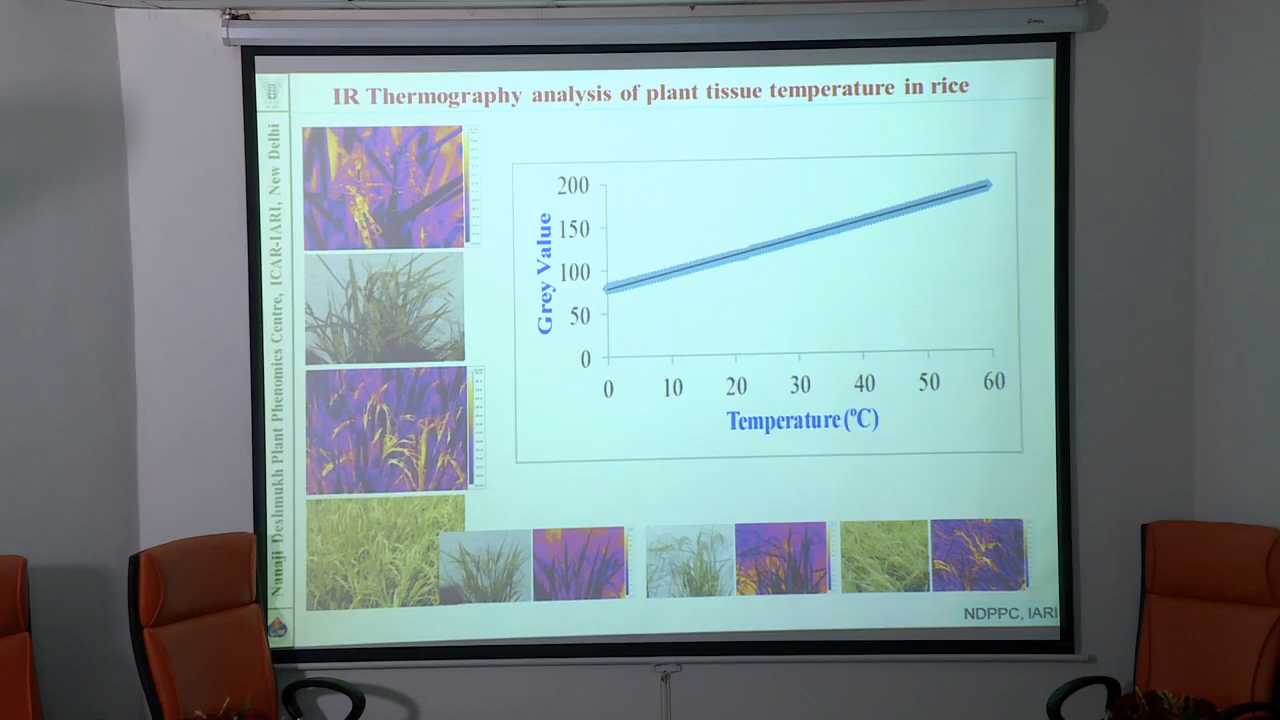 IR Thermography analysis of plant tissue temperature in rice
Nanaji Deshmukh Plant Phenomics Centre, ICAR-IARI, New Delhi
Grey Value
200
150
100
50
0
0 10 20 30 40 50 60
Temperature (ºC)
NDPPC, IARI